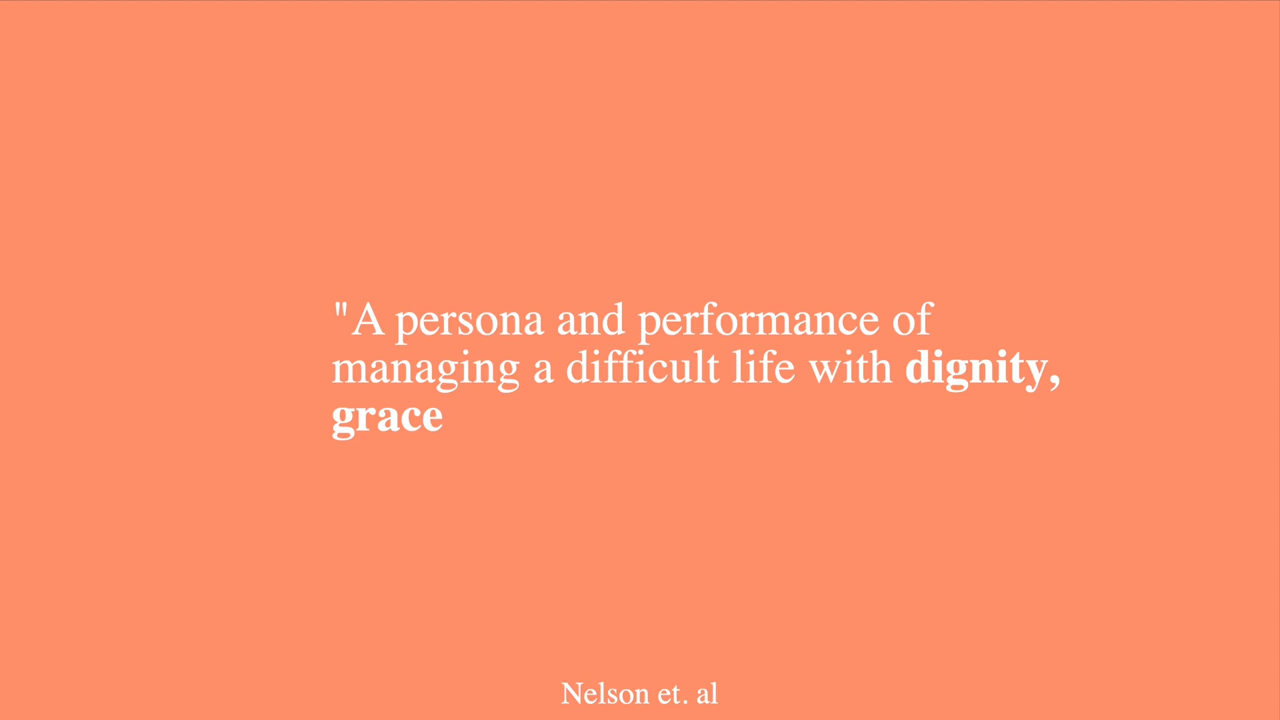 "A persona and performance of
managing a difficult life with dignity,
grace
Nelson et. al